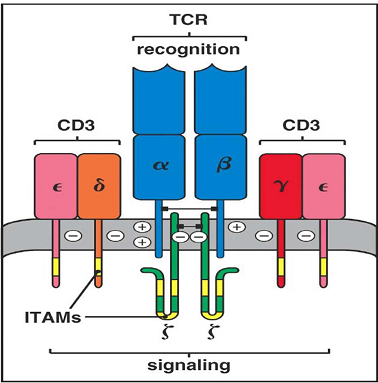 TCR
recognition
CD3
CD3
ε δ α β γ ε
+ +
− − + − − − −
ITAMs
ζ ζ
signaling